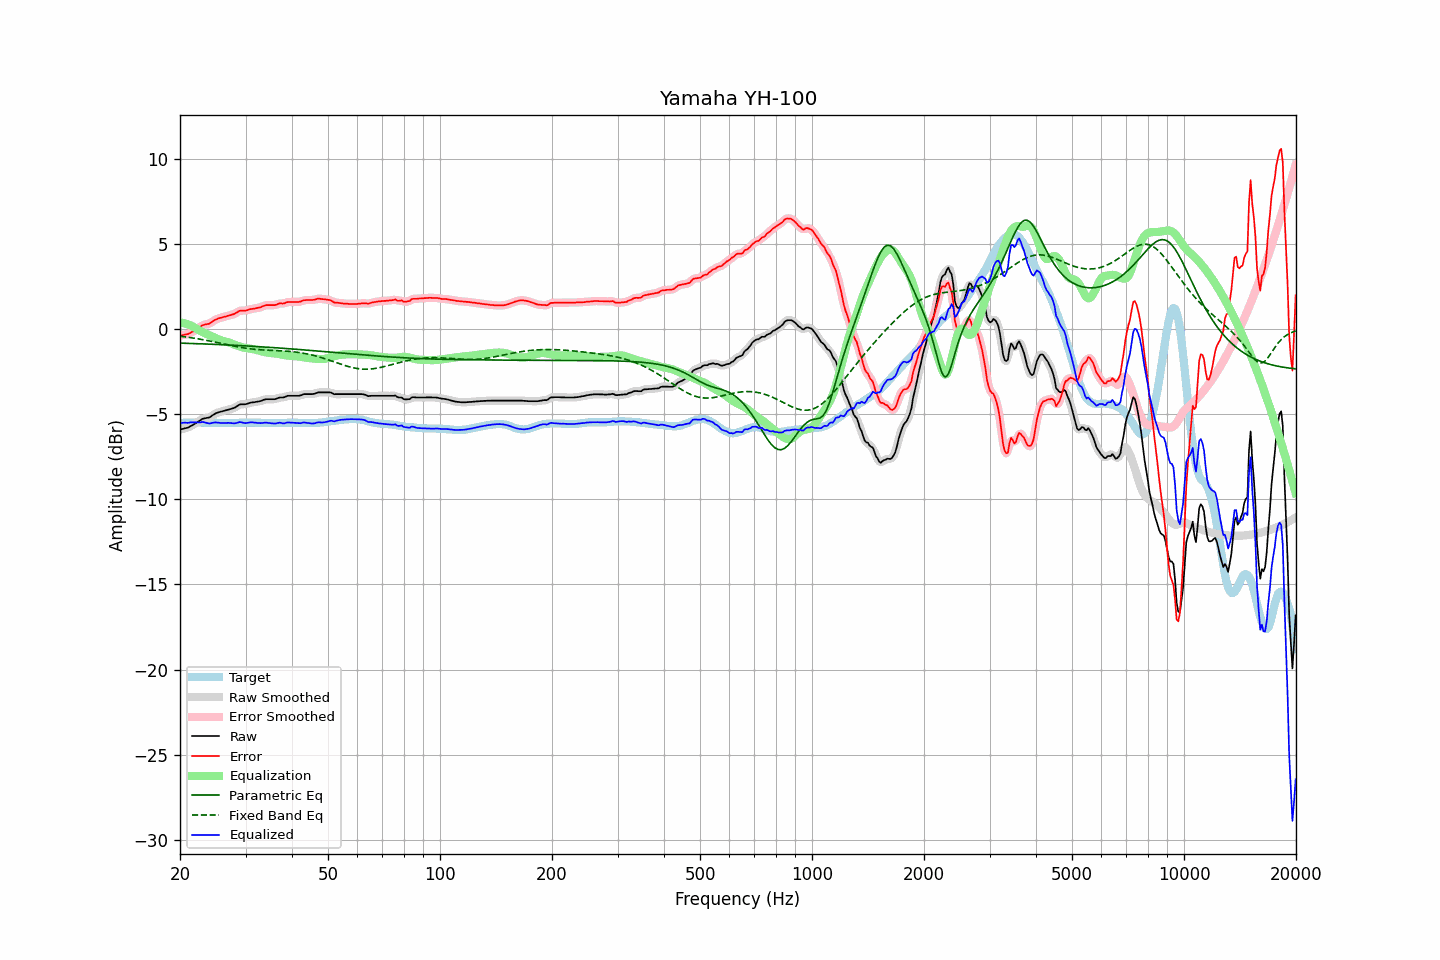 Yamaha YH-100
10
5
0
−5
−10
−15
−20
−25
−30
Amplitude (dBr)
Target
Raw Smoothed
Error Smoothed
Raw
Error
Equalization
Parametric Eq
Fixed Band Eq
Equalized
20 50 100 200 500 1000 2000 5000 10000 20000
Frequency (Hz)